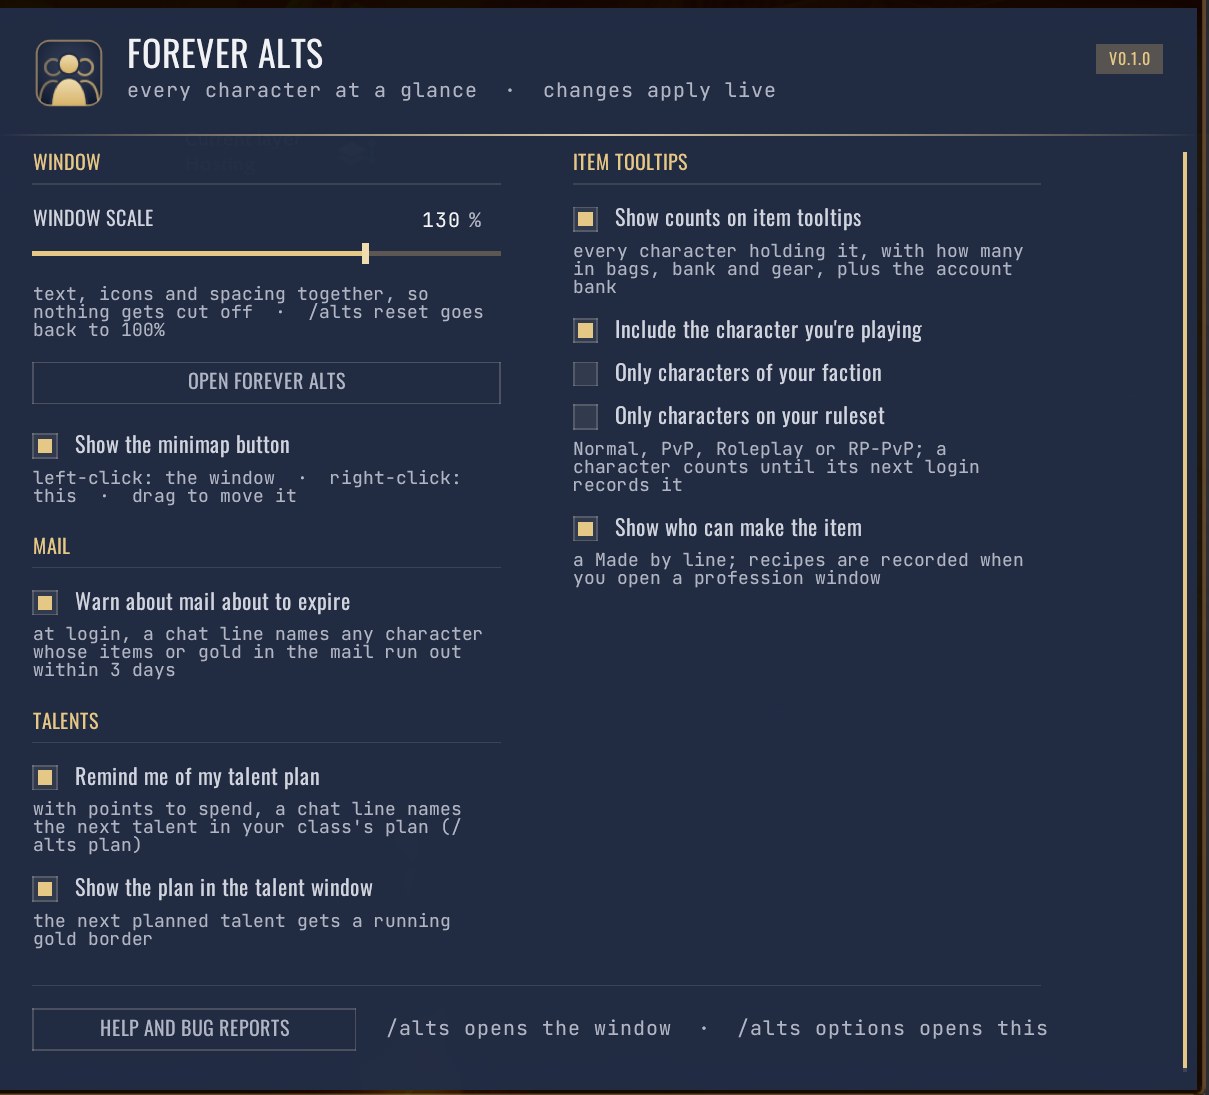 FOREVER ALTS
every character at a glance · changes apply live
V0.1.0
WINDOW
WINDOW SCALE
130 %
text, icons and spacing together, so
nothing gets cut off · /alts reset goes
back to 100%
OPEN FOREVER ALTS
Show the minimap button
left-click: the window · right-click:
this · drag to move it
MAIL
Warn about mail about to expire
at login, a chat line names any character
whose items or gold in the mail run out
within 3 days
TALENTS
Remind me of my talent plan
with points to spend, a chat line names
the next talent in your class's plan (/
alts plan)
Show the plan in the talent window
the next planned talent gets a running
gold border
ITEM TOOLTIPS
Show counts on item tooltips
every character holding it, with how many
in bags, bank and gear, plus the account
bank
Include the character you're playing
Only characters of your faction
Only characters on your ruleset
Normal, PvP, Roleplay or RP-PvP; a
character counts until its next login
records it
Show who can make the item
a Made by line; recipes are recorded when
you open a profession window
HELP AND BUG REPORTS
/alts opens the window · /alts options opens this